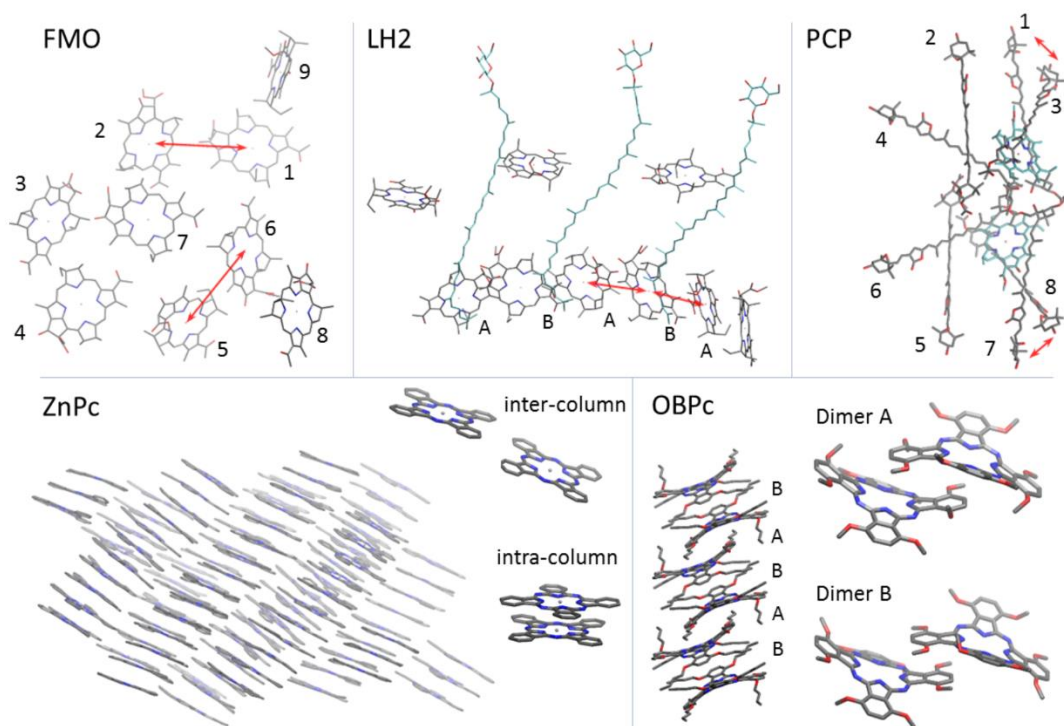 FMO
9
2
1
3
7
6
4
5
8
LH2
A
B
A
B
A
PCP
1
2
3
4
6
8
5
7
ZnPc
inter-column
intra-column
OBPc
B
A
B
A
B
Dimer A
Dimer B